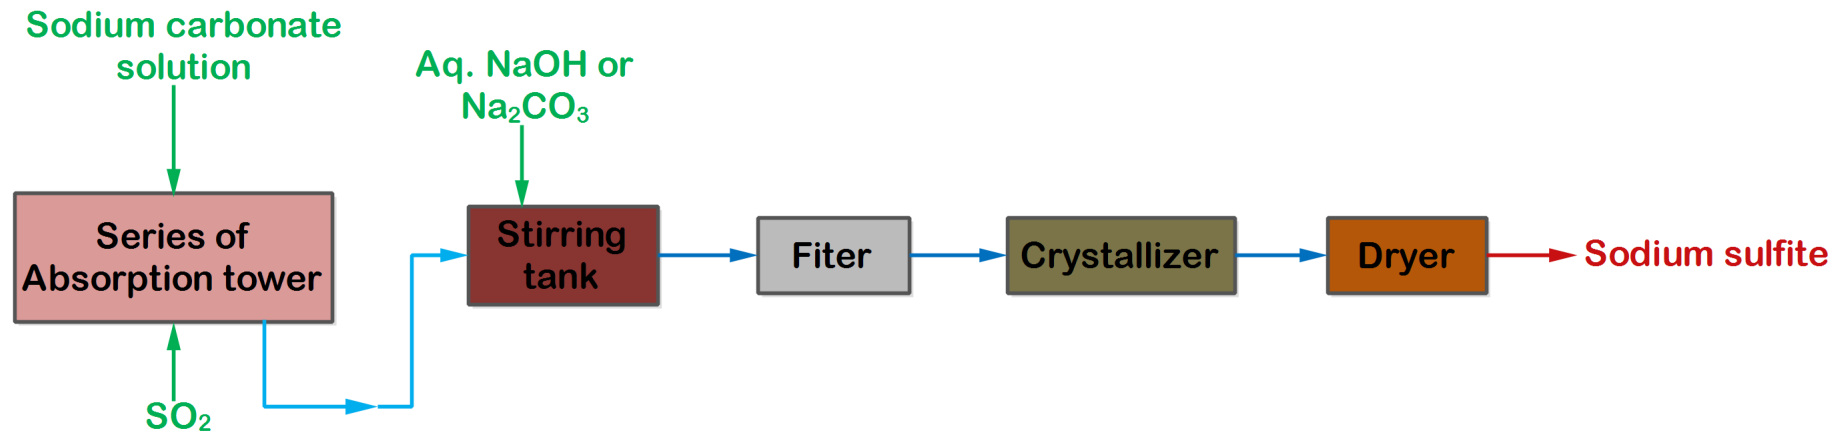 Sodium carbonate
solution
Aq. NaOH or
Na₂CO₃
Series of
Absorption tower
Stirring
tank
Fiter
Crystallizer
Dryer
Sodium sulfite
SO₂